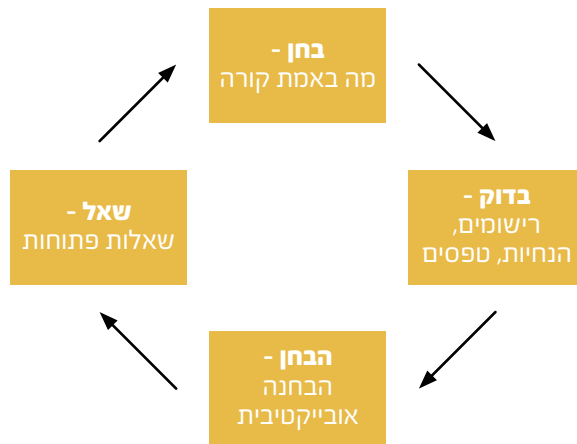 בחן -
מה באמת קורה
בדוק -
רישומים,
הנחיות, טפסים
הבחן -
הבחנה
אובייקטיבית
שאל -
שאלות פתוחות